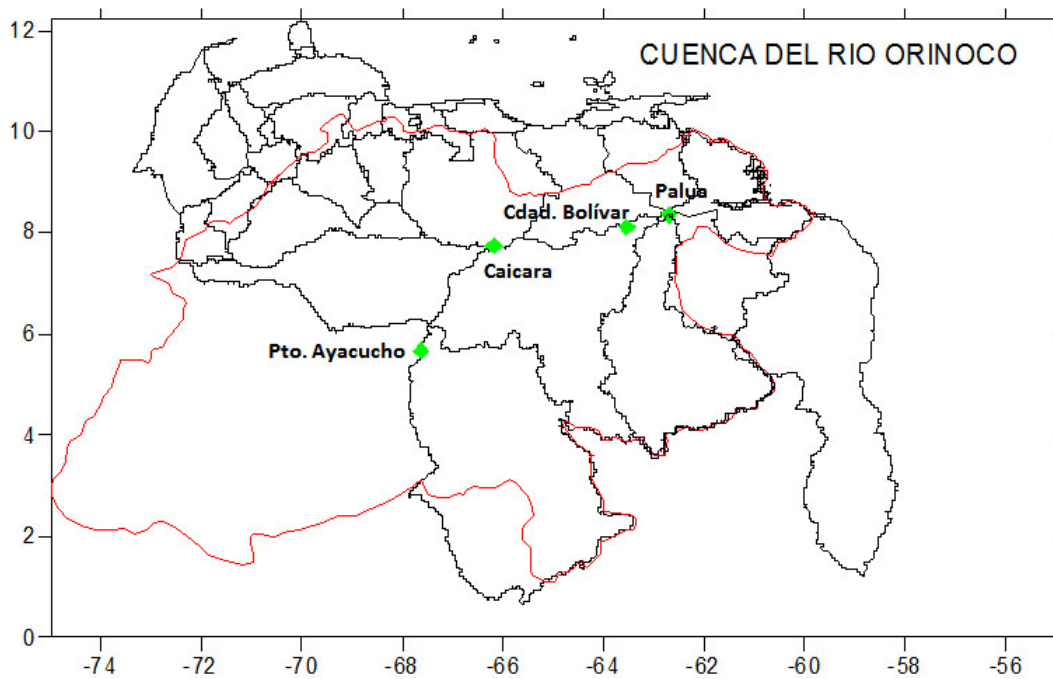 CUENCA DEL RIO ORINOCO
12
10
8
6
4
2
0
Palua
Cdad. Bolívar
Caicara
Pto. Ayacucho
-74 -72 -70 -68 -66 -64 -62 -60 -58 -56